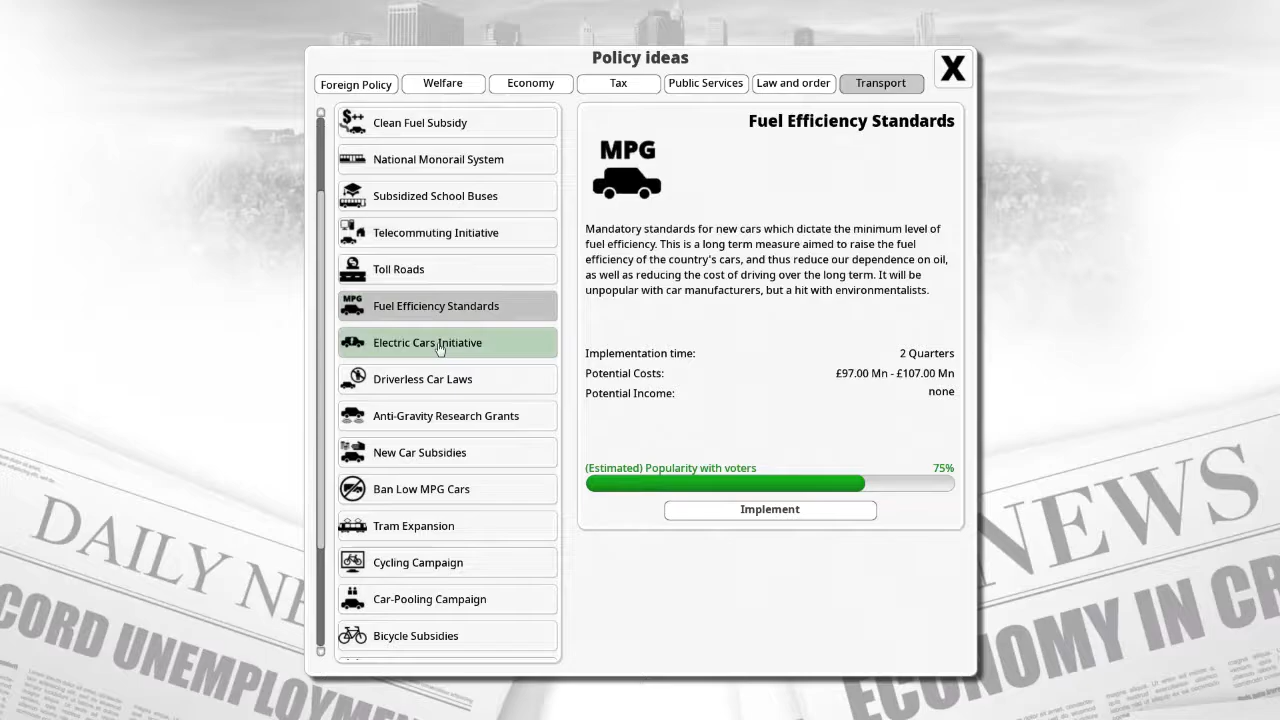 Policy ideas
X
Foreign Policy
Welfare
Economy
Tax
Public Services
Law and order
Transport
Clean Fuel Subsidy
National Monorail System
Subsidized School Buses
Telecommuting Initiative
Toll Roads
MPG
Fuel Efficiency Standards
Electric Cars Initiative
Driverless Car Laws
Anti-Gravity Research Grants
New Car Subsidies
Ban Low MPG Cars
Tram Expansion
Cycling Campaign
Car-Pooling Campaign
Bicycle Subsidies
Fuel Efficiency Standards
MPG
Mandatory standards for new cars which dictate the minimum level of
fuel efficiency. This is a long term measure aimed to raise the fuel
efficiency of the country's cars, and thus reduce our dependence on oil,
as well as reducing the cost of driving over the long term. It will be
unpopular with car manufacturers, but a hit with environmentalists.
Implementation time: 2 Quarters
Potential Costs: £97.00 Mn - £107.00 Mn
Potential Income: none
(Estimated) Popularity with voters 75%
Implement
DAILY NE
CORD UNEMPLOYM
NEWS
ECONOMY IN CR